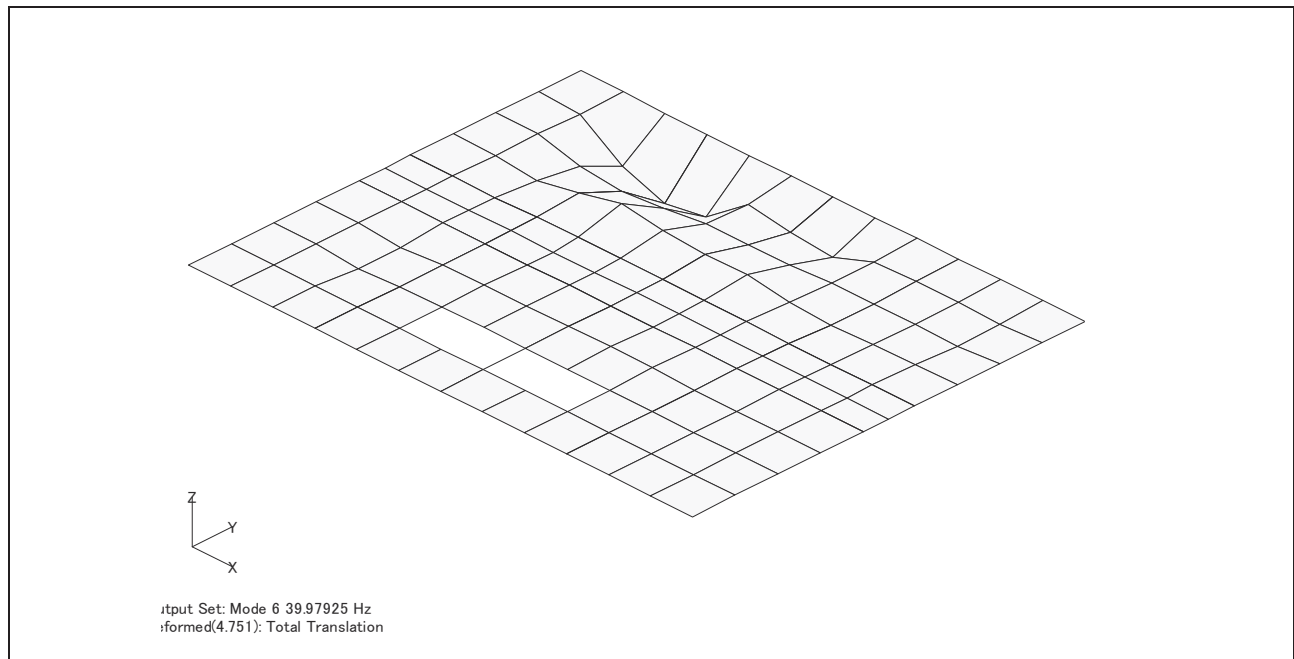 Z
Y
X
utput Set: Mode 6 39.97925 Hz
eformed(4.751): Total Translation